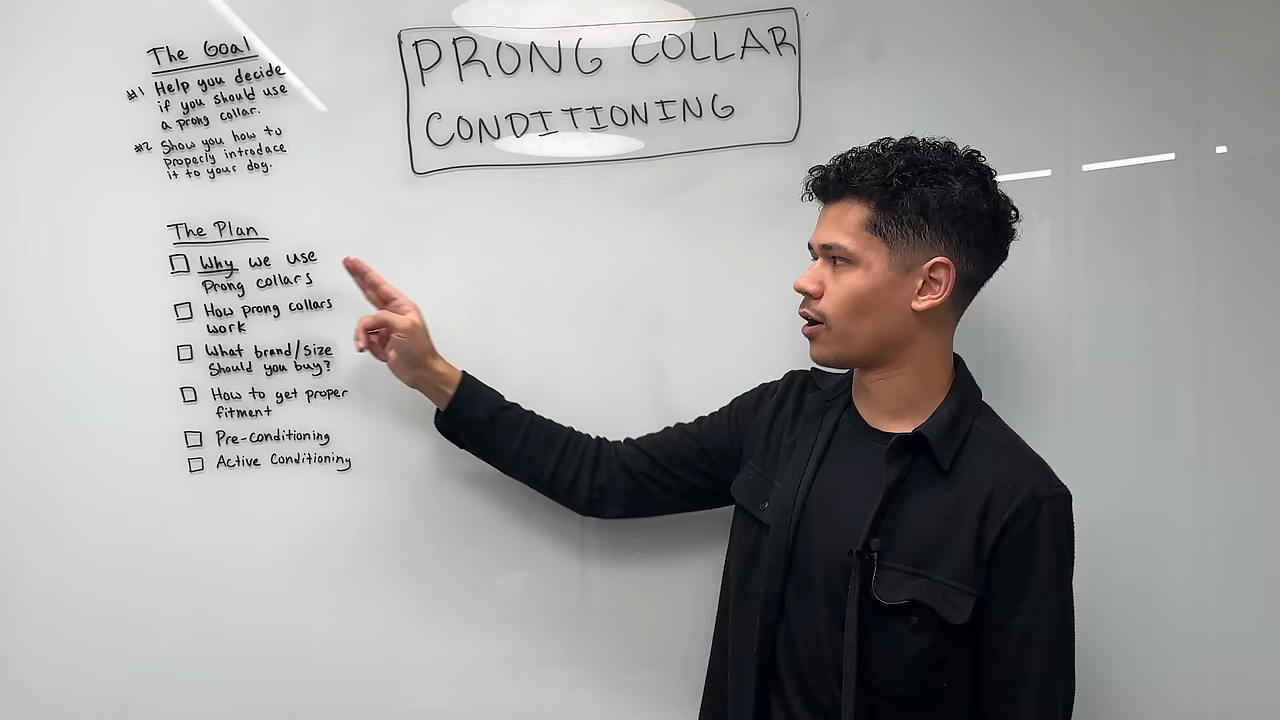 PRONG COLLAR
CONDITIONING
The Goal
#1 Help you decide
if you should use
a prong collar.
#2 Show you how to
properly introdace
it to your dog.
The Plan
Why we use
Prong collars
How prong collars
work
What brand/size
Should you buy?
How to get proper
fitment
Pre-conditioning
Active Conditioning